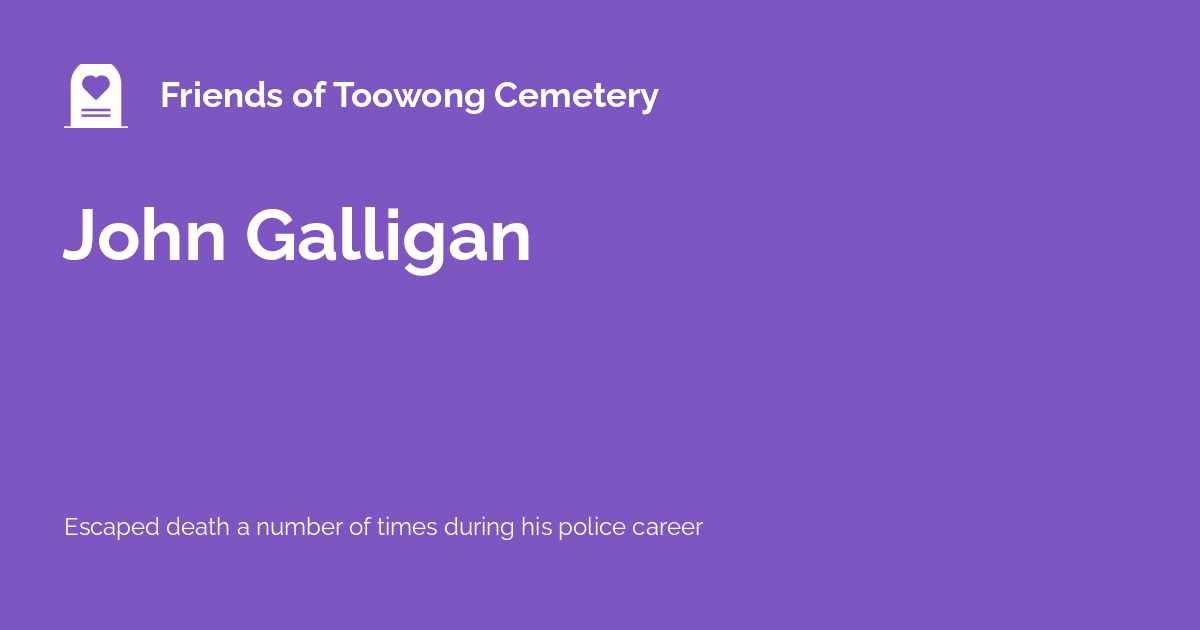 Friends of Toowong Cemetery
John Galligan
Escaped death a number of times during his police career